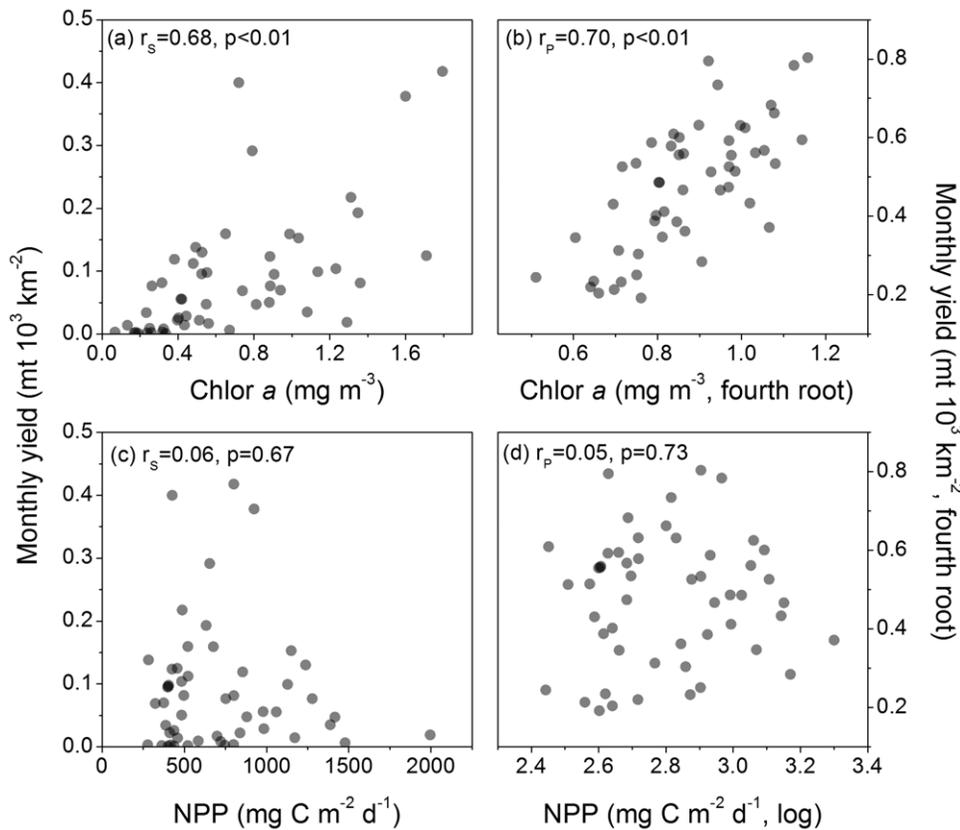 (a) r_S=0.68, p<0.01
0.5
0.4
0.3
0.2
0.1
0.0
0.0 0.4 0.8 1.2 1.6
Chlor a (mg m⁻³)
(b) r_P=0.70, p<0.01
0.8
0.6
0.4
0.2
0.6 0.8 1.0 1.2
Chlor a (mg m⁻³, fourth root)
Monthly yield (mt 10³ km⁻²)
Monthly yield (mt 10³ km⁻², fourth root)
(c) r_S=0.06, p=0.67
0.5
0.4
0.3
0.2
0.1
0.0
0 500 1000 1500 2000
NPP (mg C m⁻² d⁻¹)
(d) r_P=0.05, p=0.73
0.8
0.6
0.4
0.2
2.4 2.6 2.8 3.0 3.2 3.4
NPP (mg C m⁻² d⁻¹, log)